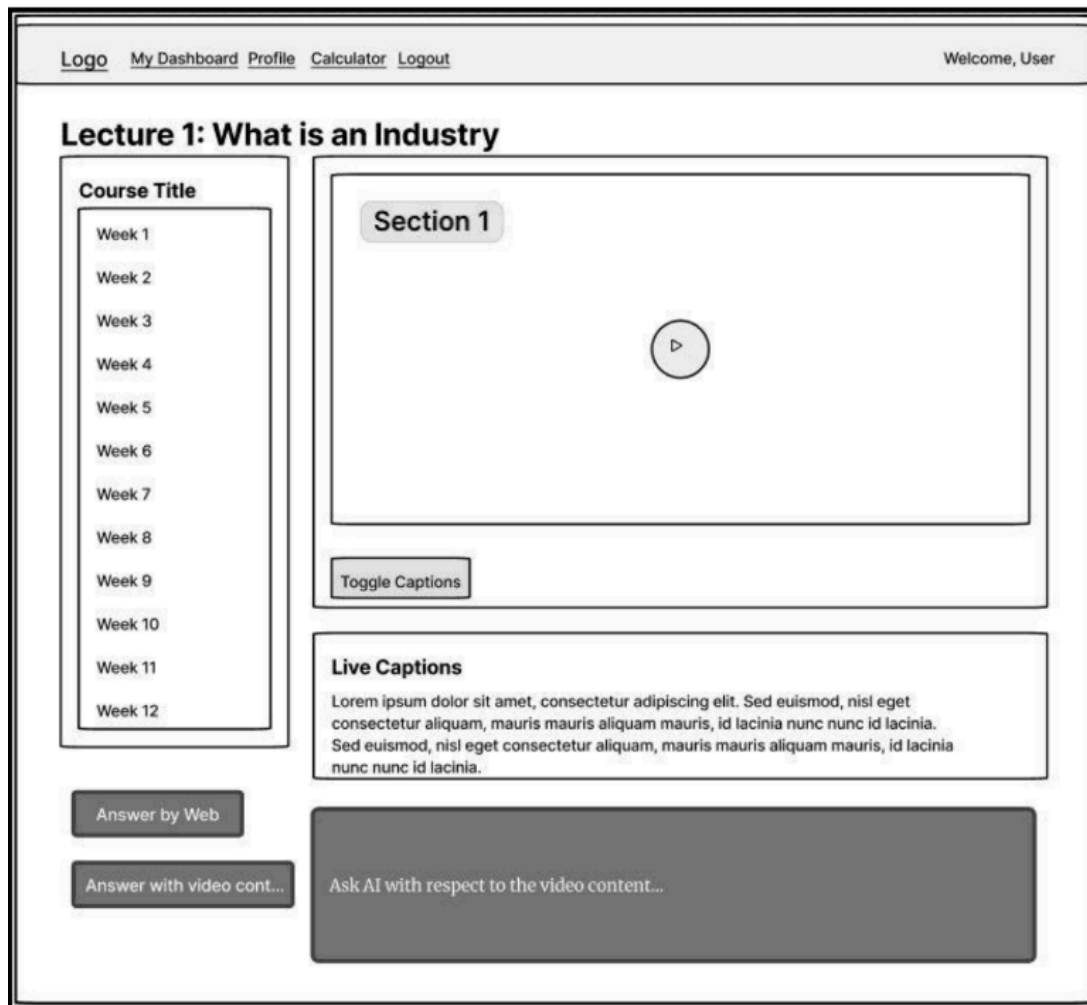 Logo My Dashboard Profile Calculator Logout Welcome, User
Lecture 1: What is an Industry
Course Title
Week 1
Week 2
Week 3
Week 4
Week 5
Week 6
Week 7
Week 8
Week 9
Week 10
Week 11
Week 12
Section 1
Toggle Captions
Live Captions
Lorem ipsum dolor sit amet, consectetur adipiscing elit. Sed euismod, nisl eget
consectetur aliquam, mauris mauris aliquam mauris, id lacinia nunc nunc id lacinia.
Sed euismod, nisl eget consectetur aliquam, mauris mauris aliquam mauris, id lacinia
nunc nunc id lacinia.
Answer by Web
Answer with video cont...
Ask AI with respect to the video content...